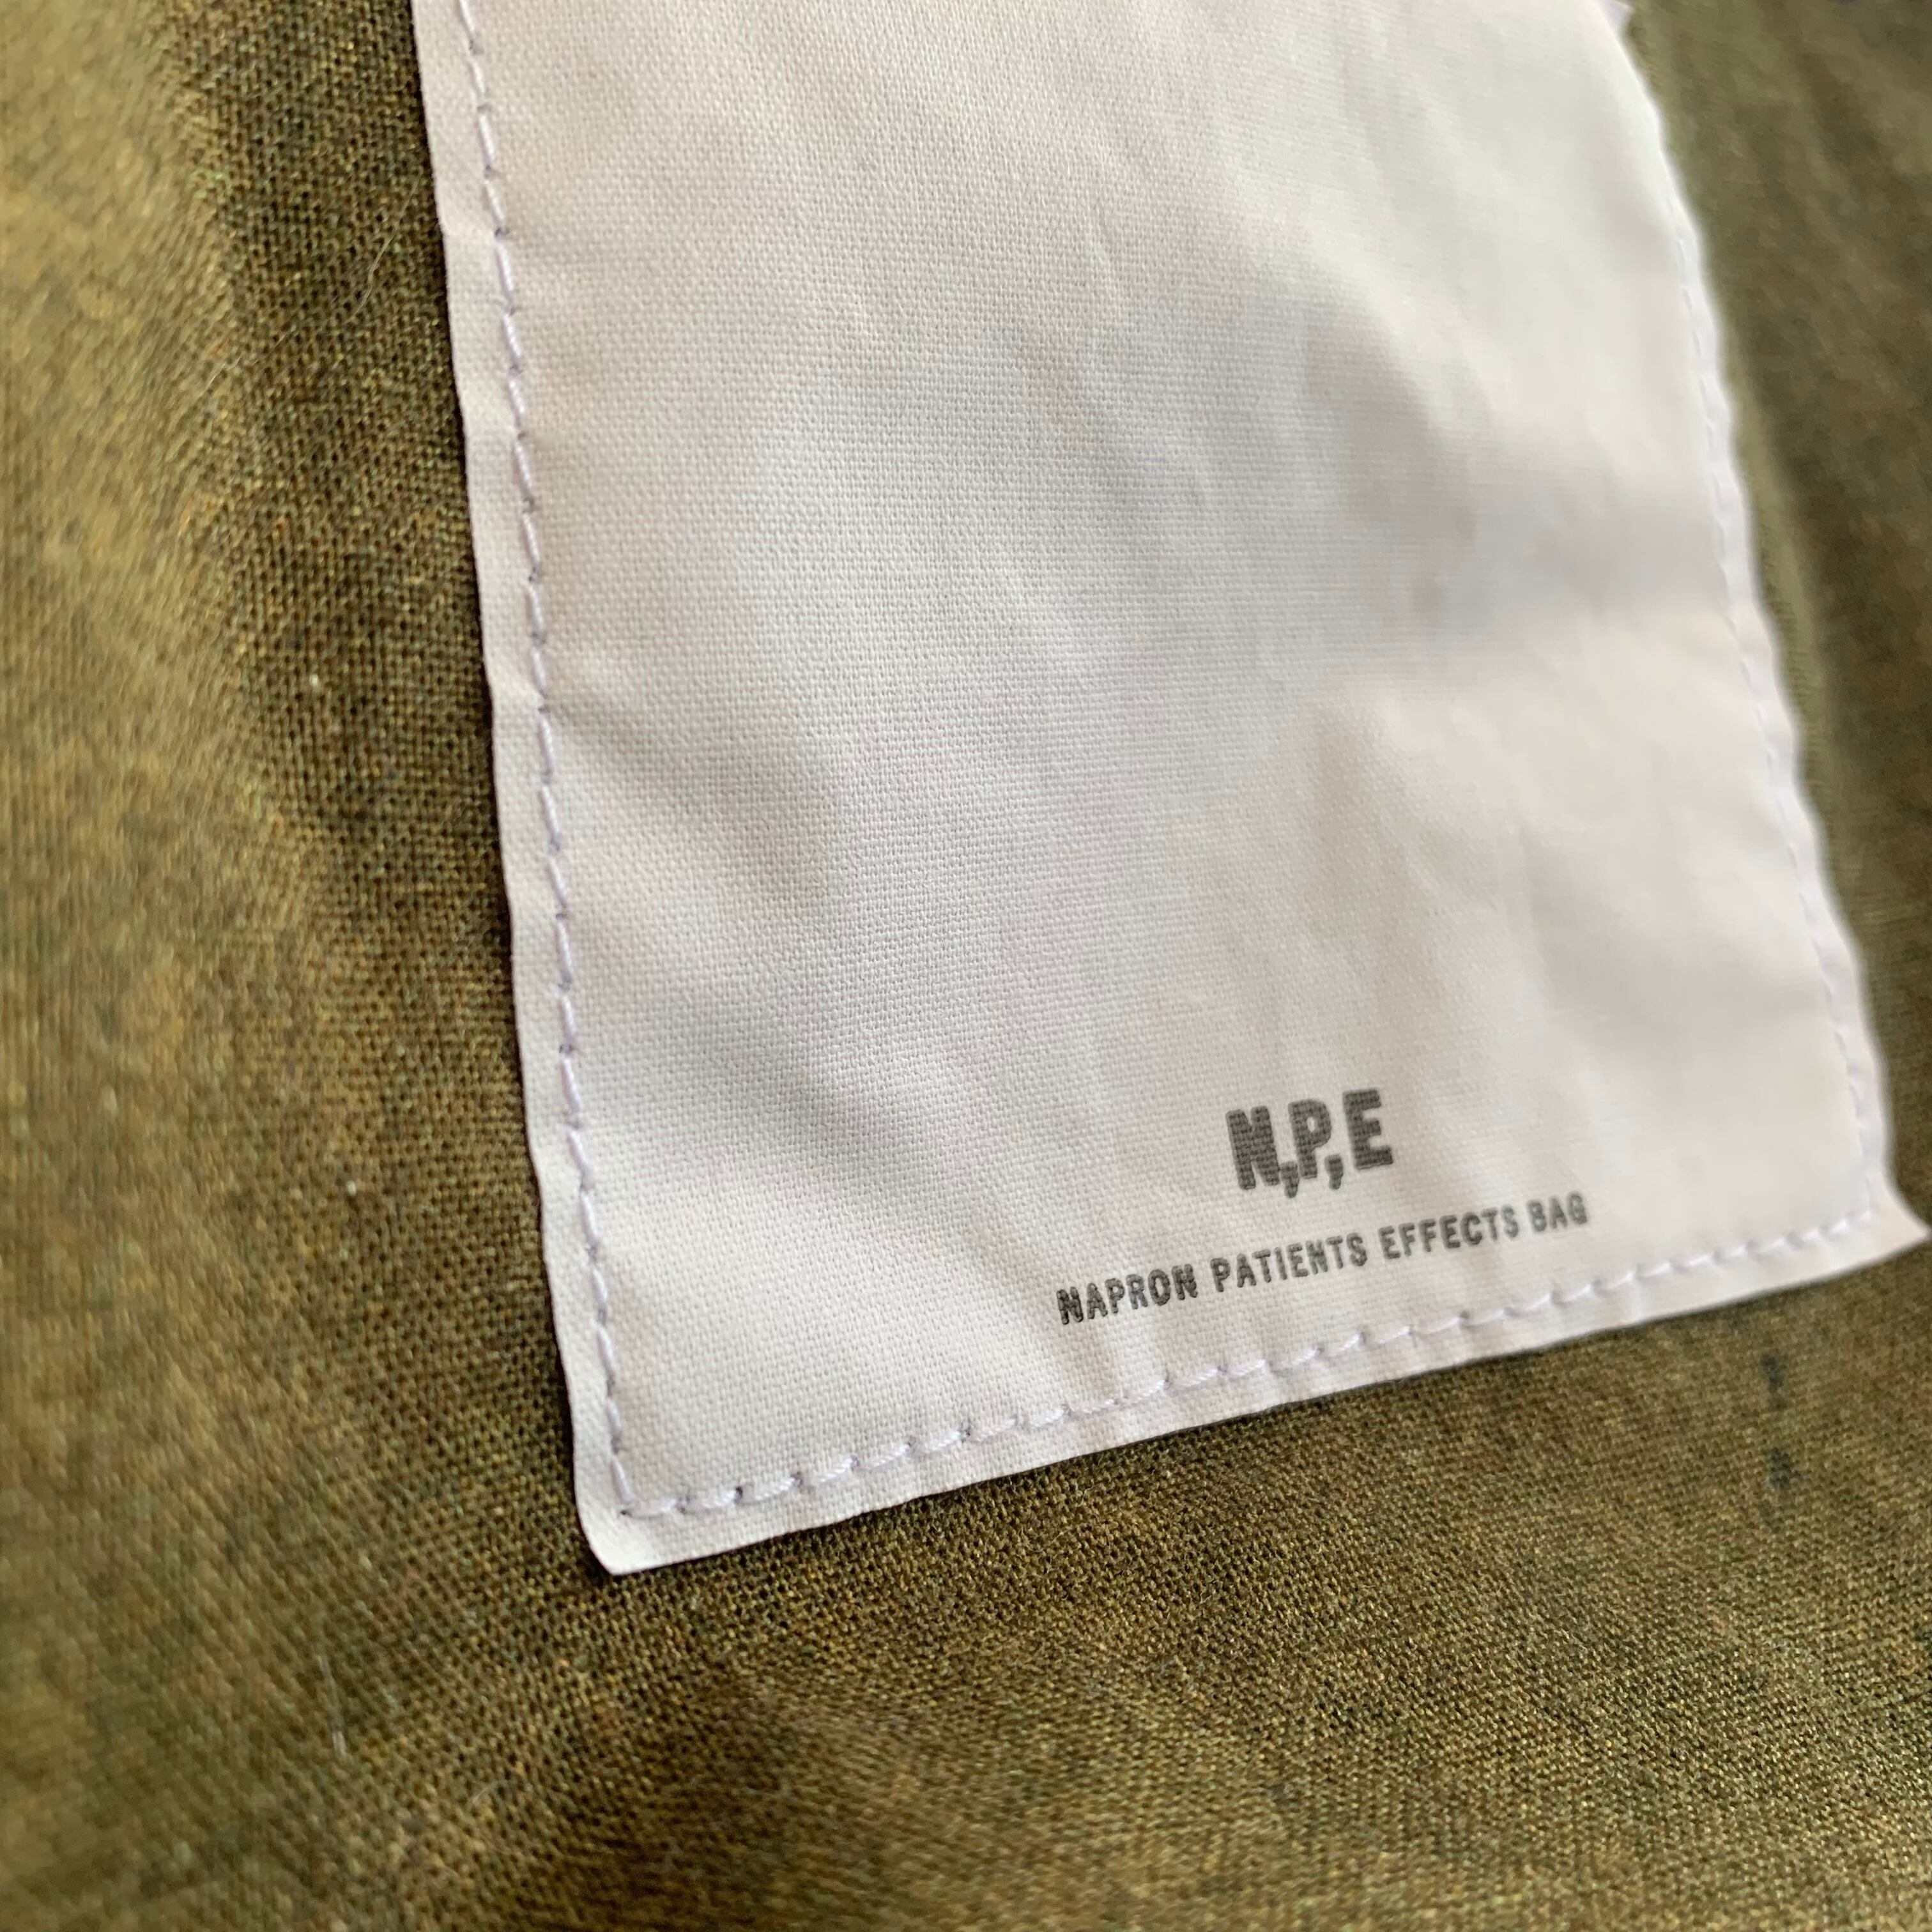 N,P,E
NAPRON PATIENTS EFFECTS BAG